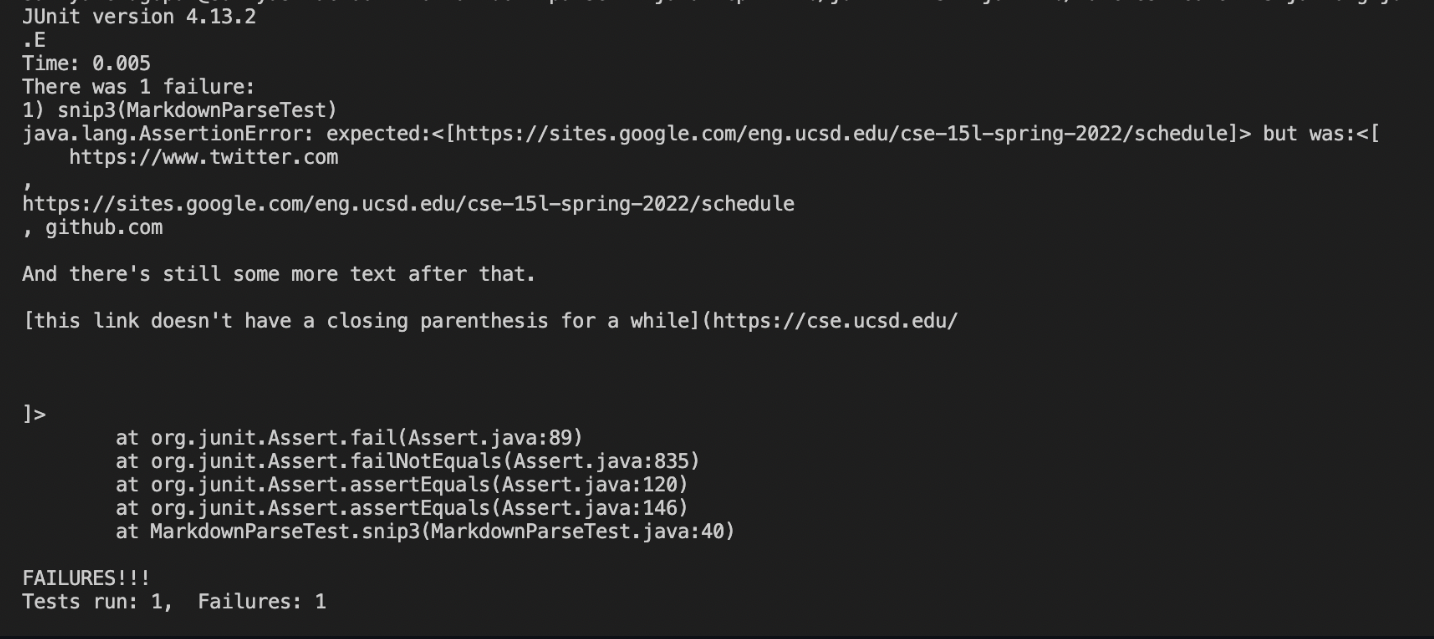 JUnit version 4.13.2
.E
Time: 0.005
There was 1 failure:
1) snip3(MarkdownParseTest)
java.lang.AssertionError: expected:<[https://sites.google.com/eng.ucsd.edu/cse-15l-spring-2022/schedule]> but was:<[
    https://www.twitter.com
,
https://sites.google.com/eng.ucsd.edu/cse-15l-spring-2022/schedule
, github.com

And there's still some more text after that.

[this link doesn't have a closing parenthesis for a while](https://cse.ucsd.edu/



]>
        at org.junit.Assert.fail(Assert.java:89)
        at org.junit.Assert.failNotEquals(Assert.java:835)
        at org.junit.Assert.assertEquals(Assert.java:120)
        at org.junit.Assert.assertEquals(Assert.java:146)
        at MarkdownParseTest.snip3(MarkdownParseTest.java:40)

FAILURES!!!
Tests run: 1,  Failures: 1